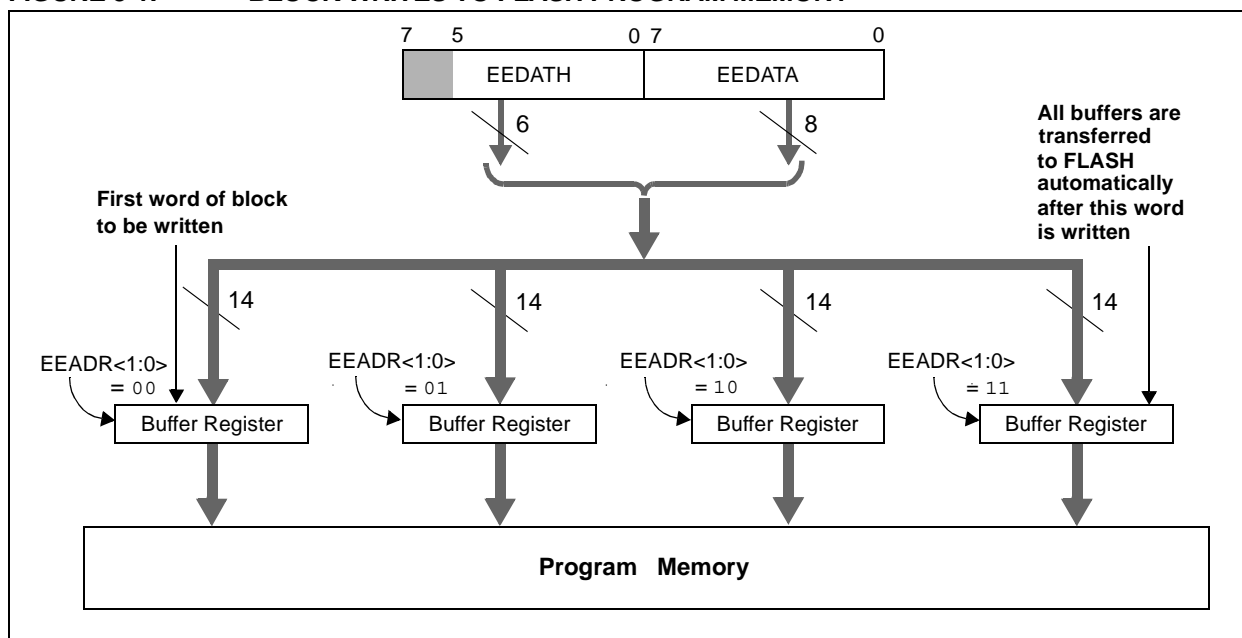 7 5 0 7 0
EEDATH EEDATA
6 8
All buffers are
transferred
to FLASH
automatically
after this word
is written
First word of block
to be written
14 14 14 14
EEADR<1:0> EEADR<1:0> EEADR<1:0> EEADR<1:0>
= 00 = 01 = 10 = 11
Buffer Register Buffer Register Buffer Register Buffer Register
Program Memory